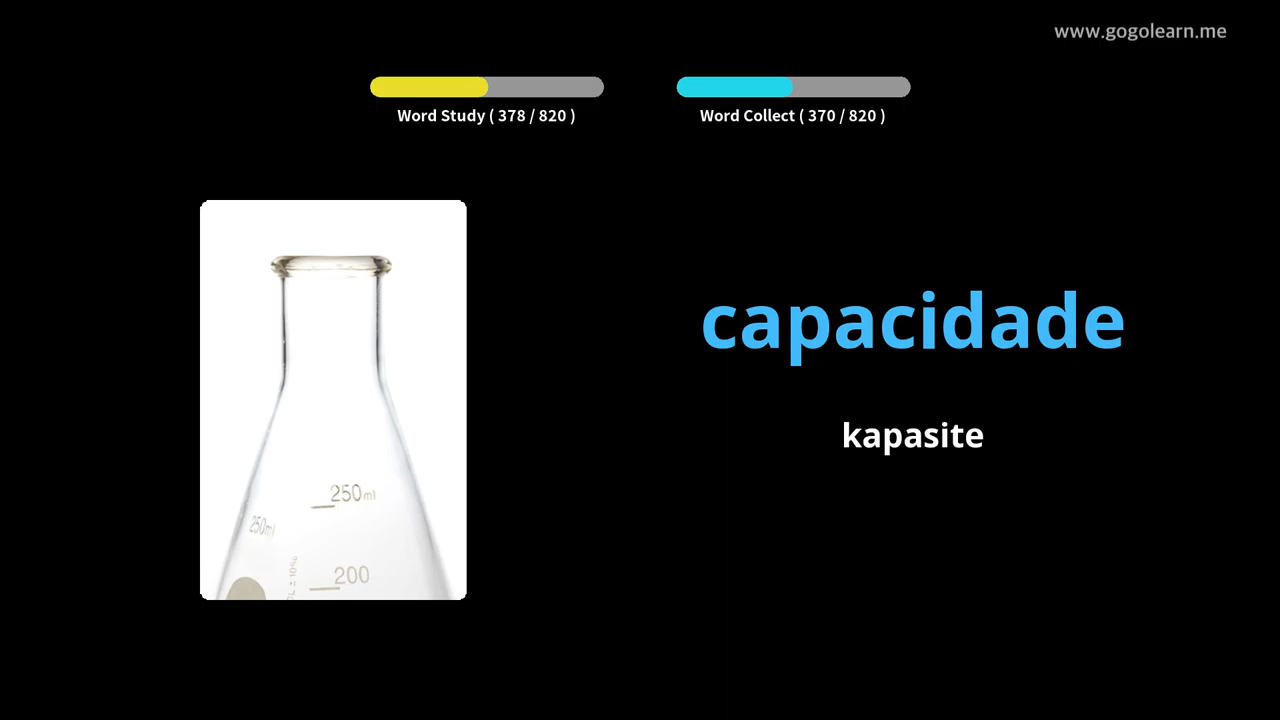 www.gogolearn.me
Word Study ( 378 / 820 )
Word Collect ( 370 / 820 )
capacidade
kapasite
250ml
250ml
200